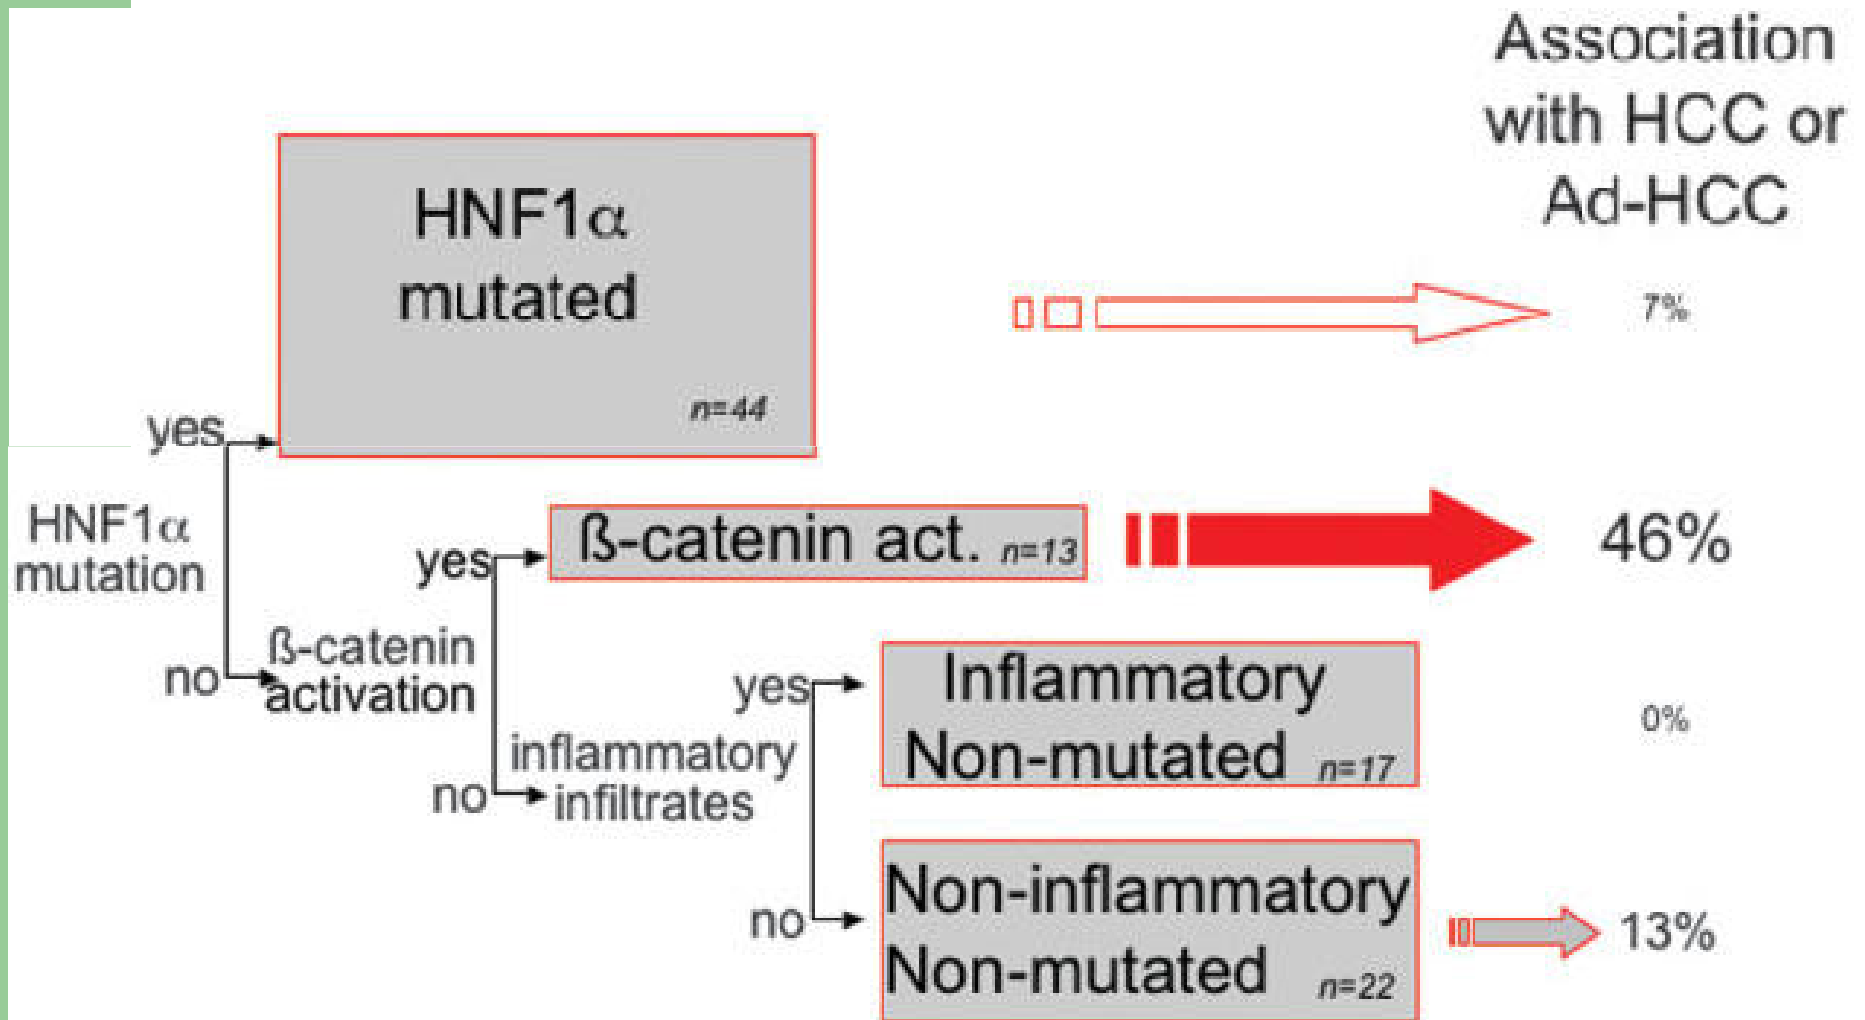 Association
with HCC or
Ad-HCC
HNF1α
mutated
n=44
7%
yes
HNF1α
mutation
no
ß-catenin
activation
yes
ß-catenin act. n=13
46%
no
inflammatory
infiltrates
yes
Inflammatory
Non-mutated n=17
0%
no
Non-inflammatory
Non-mutated n=22
13%